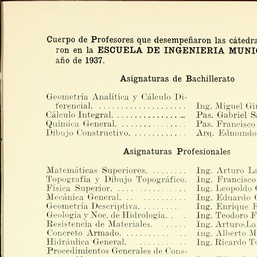 Cuerpo de Profesores que desempeñaron las cátedra
ron en la ESCUELA DE INGENIERIA MUNI
año de 1937.
Asignaturas de Bachillerato
Geometría Analítica y Cálculo Di-
ferencial. . . . . . . . . . . . . . . Ing. Miguel Gir
Cálculo Integral. . . . . . . . . . . . . Pas. Gabriel S
Química General. . . . . . . . . . . . . Pas. Francisco
Dibujo Constructivo. . . . . . . . . . . Arq. Edmundo
Asignaturas Profesionales
Matemáticas Superiores. . . . . . . . . Ing. Arturo La
Topografía y Dibujo Topográfico. Ing. Francisco
Física Superior. . . . . . . . . . . . . Ing. Leopoldo
Mecánica General. . . . . . . . . . . . Ing. Eduardo
Geometría Descriptiva. . . . . . . . . Ing. Enrique
Geología y Noc. de Hidrología. . . Ing. Teodoro F
Resistencia de Materiales. . . . . . Ing. Arturo La
Concreto Armado. . . . . . . . . . . . Ing. Alberto M
Hidráulica General. . . . . . . . . . . Ing. Ricardo T
Procedimientos Generales de Cons-